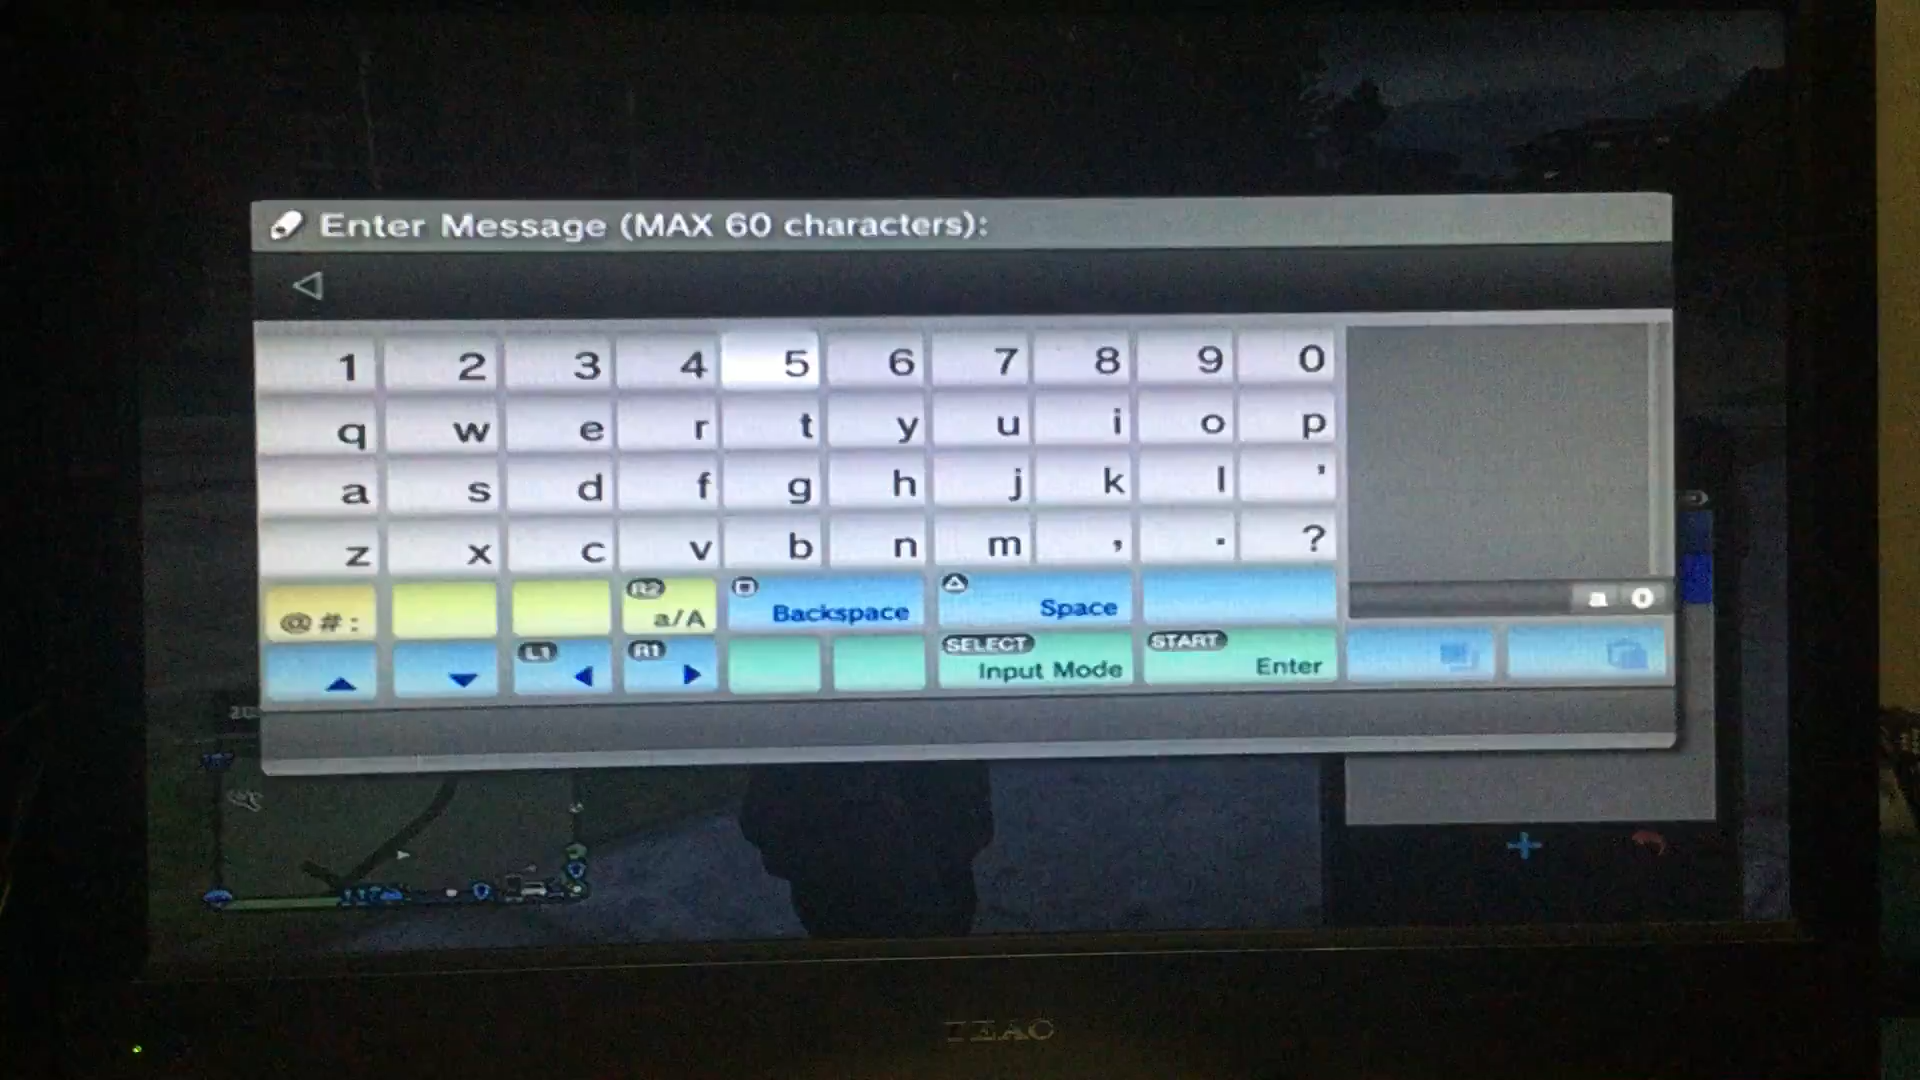 Enter Message (MAX 60 characters):
1 2 3 4 5 6 7 8 9 0
q w e r t y u i o p
a s d f g h j k l '
z x c v b n m , . ?
@#: R2 a/A Backspace Space
a 0
L1 R1 SELECT Input Mode START Enter
TEAC